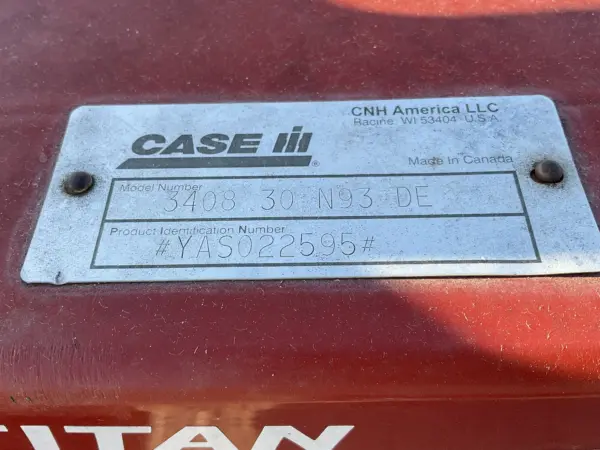 CNH America LLC
Racine, WI 53404 U.S.A.
CASE IH®
Made In Canada
Model Number
3408 30 N93 DE
Product Identification Number
#YAS022595#
TITAN